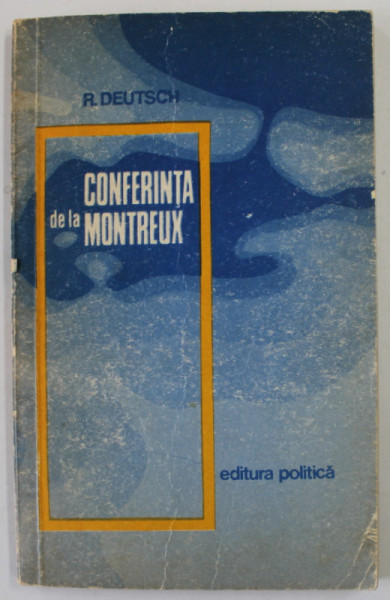 R. DEUTSCH
CONFERINȚA
de la MONTREUX
editura politică